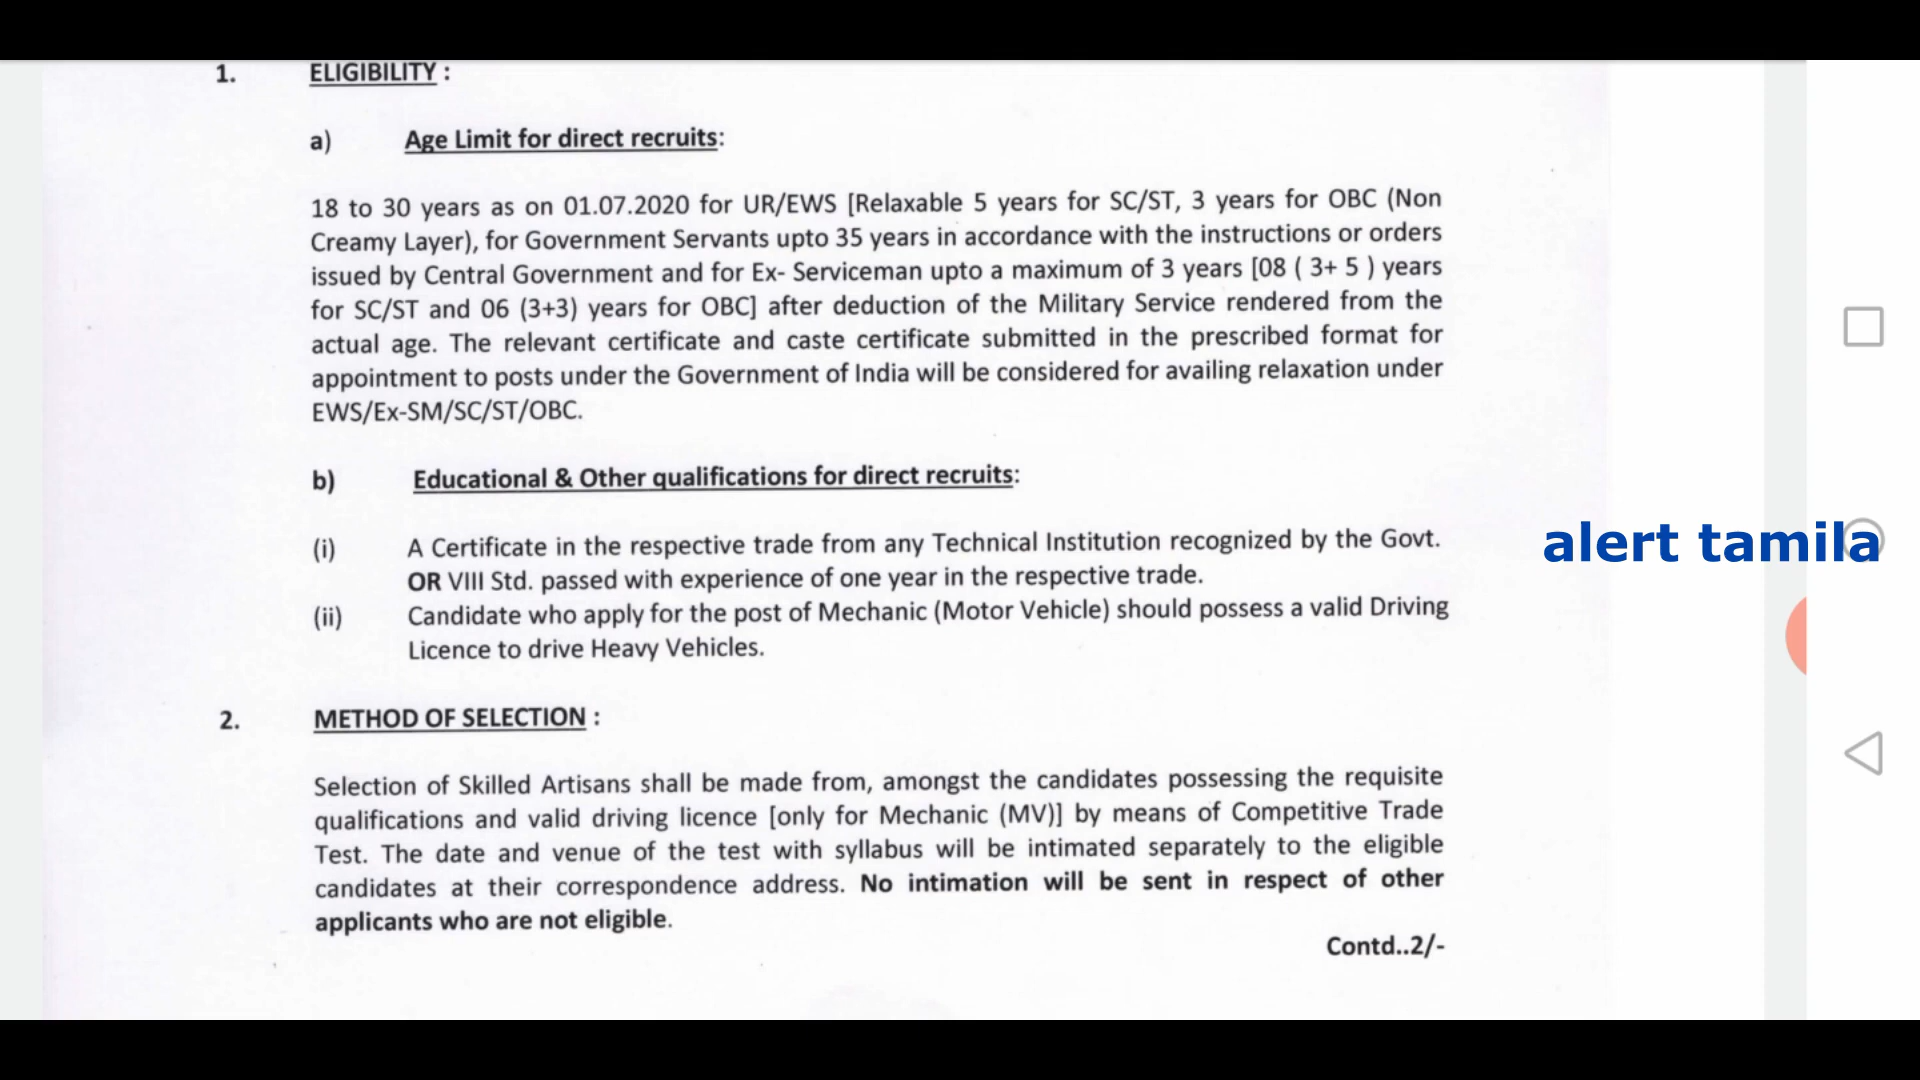 1. ELIGIBILITY :
a) Age Limit for direct recruits:
18 to 30 years as on 01.07.2020 for UR/EWS [Relaxable 5 years for SC/ST, 3 years for OBC (Non
Creamy Layer), for Government Servants upto 35 years in accordance with the instructions or orders
issued by Central Government and for Ex- Serviceman upto a maximum of 3 years [08 ( 3+ 5 ) years
for SC/ST and 06 (3+3) years for OBC] after deduction of the Military Service rendered from the
actual age. The relevant certificate and caste certificate submitted in the prescribed format for
appointment to posts under the Government of India will be considered for availing relaxation under
EWS/Ex-SM/SC/ST/OBC.
b) Educational & Other qualifications for direct recruits:
(i) A Certificate in the respective trade from any Technical Institution recognized by the Govt.
OR VIII Std. passed with experience of one year in the respective trade.
(ii) Candidate who apply for the post of Mechanic (Motor Vehicle) should possess a valid Driving
Licence to drive Heavy Vehicles.
alert tamila
2. METHOD OF SELECTION :
Selection of Skilled Artisans shall be made from, amongst the candidates possessing the requisite
qualifications and valid driving licence [only for Mechanic (MV)] by means of Competitive Trade
Test. The date and venue of the test with syllabus will be intimated separately to the eligible
candidates at their correspondence address. No intimation will be sent in respect of other
applicants who are not eligible.
Contd..2/-